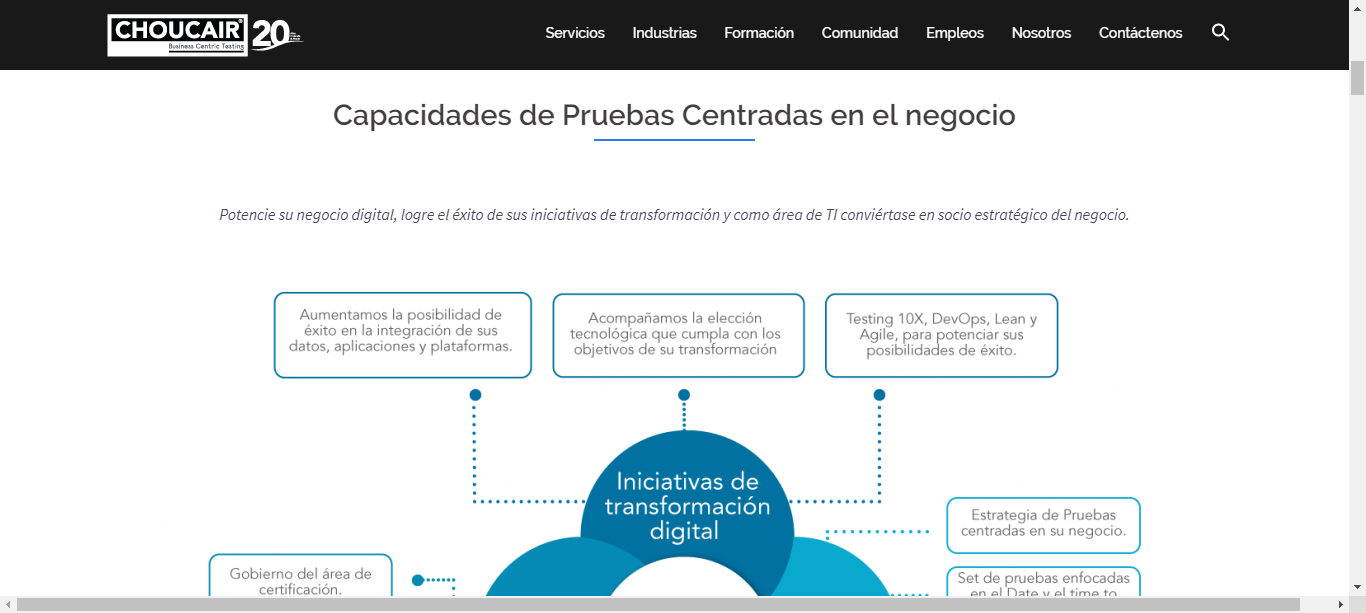 CHOUCAIR®
Business Centric Testing
20
Servicios Industrias Formación Comunidad Empleos Nosotros Contáctenos
Capacidades de Pruebas Centradas en el negocio
Potencie su negocio digital, logre el éxito de sus iniciativas de transformación y como área de TI conviértase en socio estratégico del negocio.
Aumentamos la posibilidad de
éxito en la integración de sus
datos, aplicaciones y plataformas.
Acompañamos la elección
tecnológica que cumpla con los
objetivos de su transformación
Testing 10X, DevOps, Lean y
Agile, para potenciar sus
posibilidades de éxito.
Iniciativas de
transformación
digital
Estrategia de Pruebas
centradas en su negocio.
Gobierno del área de
certificación.
Set de pruebas enfocadas
en el Date y el time to